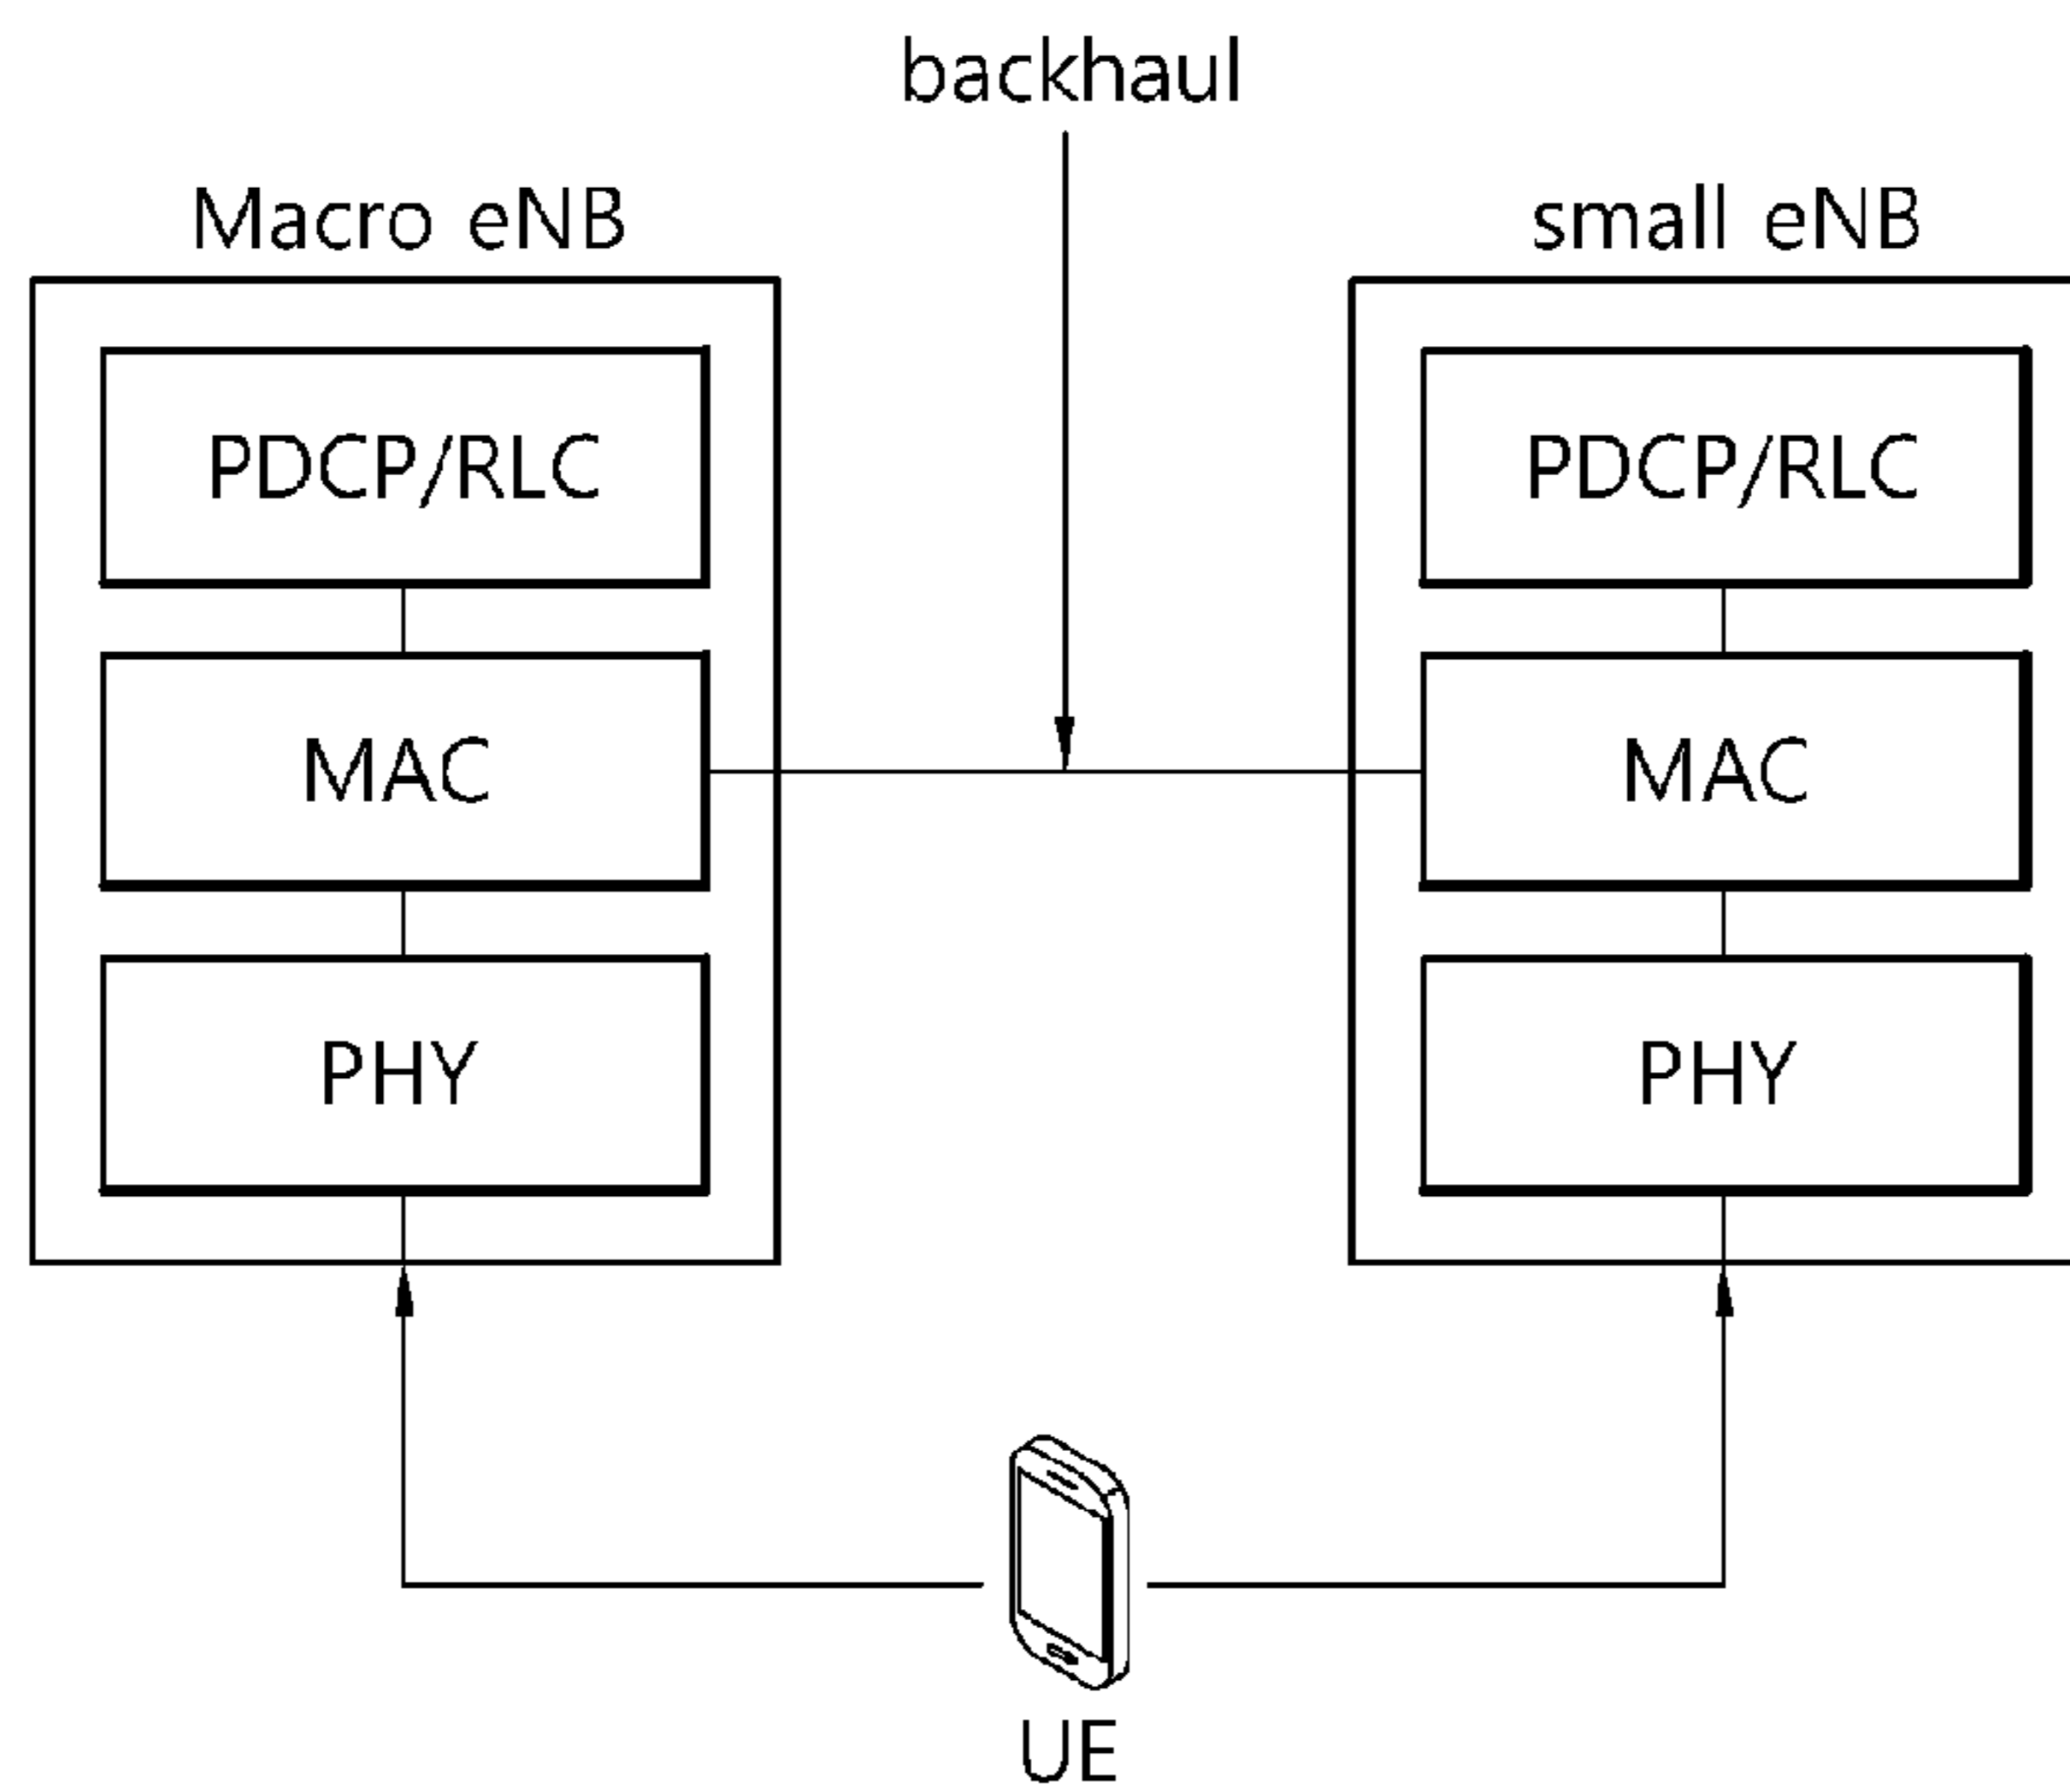 backhaul
Macro eNB
small eNB
PDCP/RLC
PDCP/RLC
MAC
MAC
PHY
PHY
UE